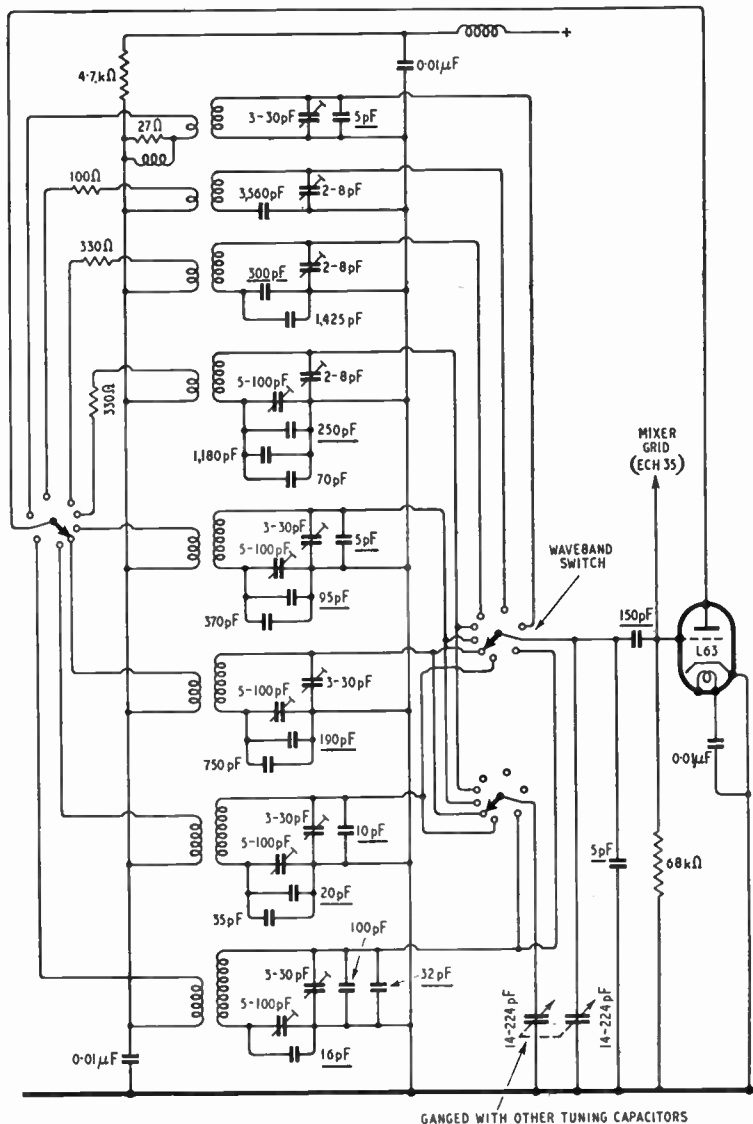 +
4.7kΩ
0.01μF
27Ω
3-30pF
5pF
100Ω
3,560pF
2-8pF
330Ω
300pF
2-8pF
1,425pF
330Ω
5-100pF
2-8pF
250pF
1,180pF
70pF
MIXER
GRID
(ECH 35)
3-30pF
5pF
5-100pF
95pF
370pF
WAVEBAND
SWITCH
150pF
L63
3-30pF
5-100pF
190pF
750pF
0.01μF
3-30pF
10pF
5-100pF
20pF
35pF
5pF
68kΩ
100pF
3-30pF
32pF
5-100pF
16pF
0.01μF
14-224pF
14-224pF
GANGED WITH OTHER TUNING CAPACITORS